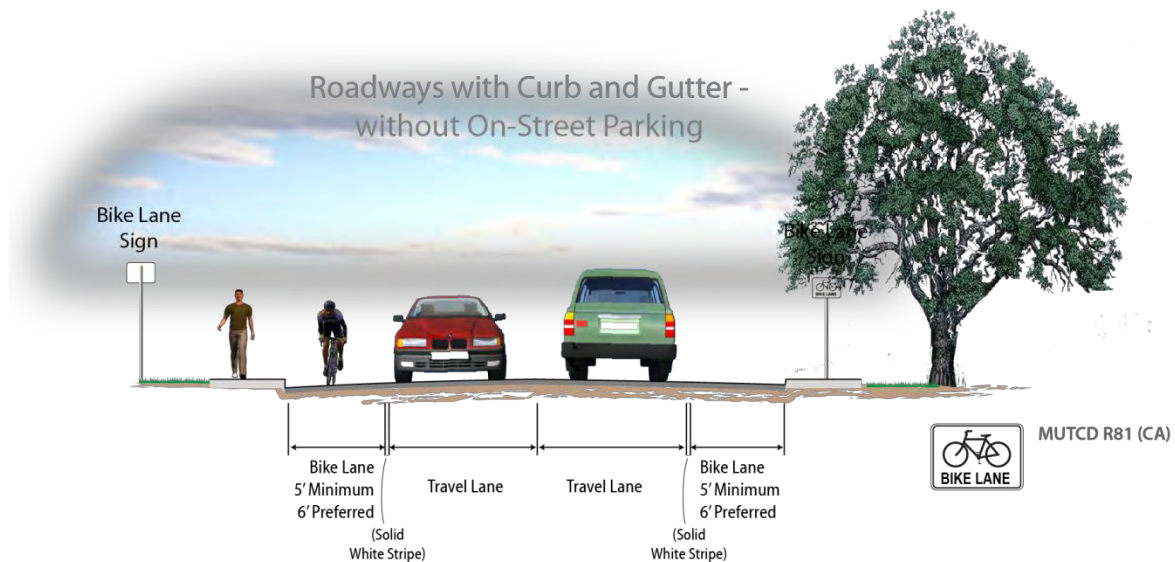 Roadways with Curb and Gutter -
without On-Street Parking
Bike Lane
Sign
Bike Lane
Sign
BIKE LANE
MUTCD R81 (CA)
BIKE LANE
Bike Lane
5' Minimum
6' Preferred
(Solid
White Stripe)
Travel Lane
Travel Lane
(Solid
White Stripe)
Bike Lane
5' Minimum
6' Preferred